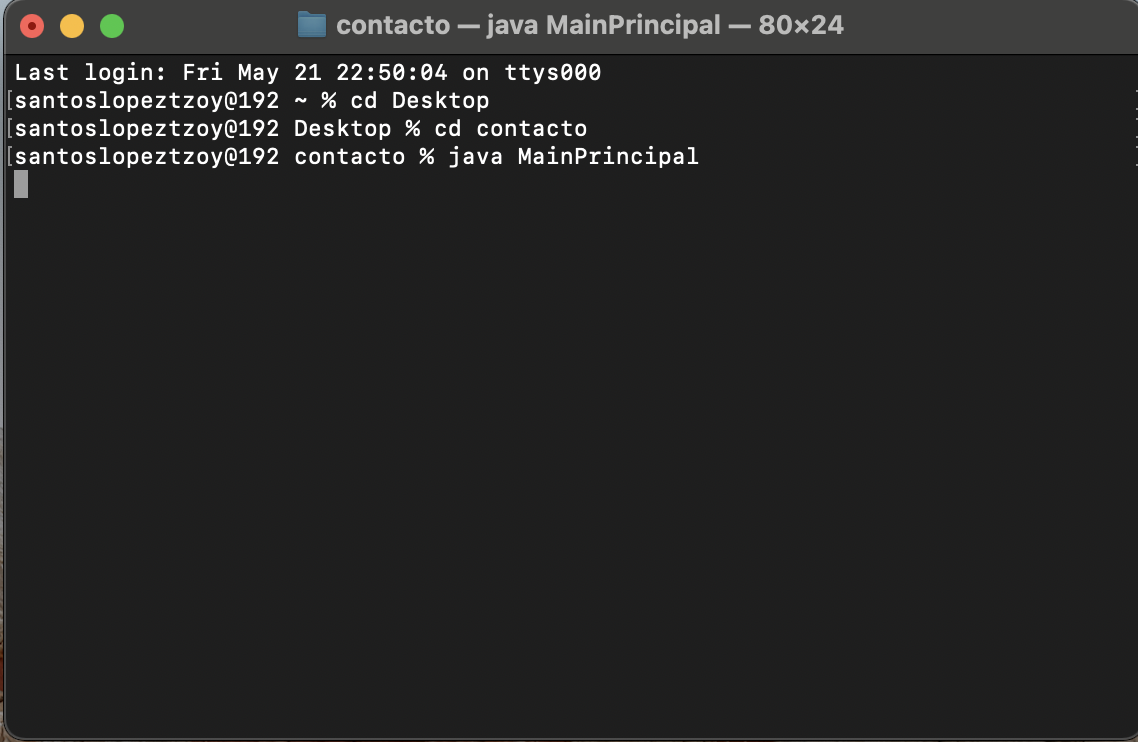 contacto — java MainPrincipal — 80×24
Last login: Fri May 21 22:50:04 on ttys000
[santoslopeztzoy@192 ~ % cd Desktop
[santoslopeztzoy@192 Desktop % cd contacto
[santoslopeztzoy@192 contacto % java MainPrincipal